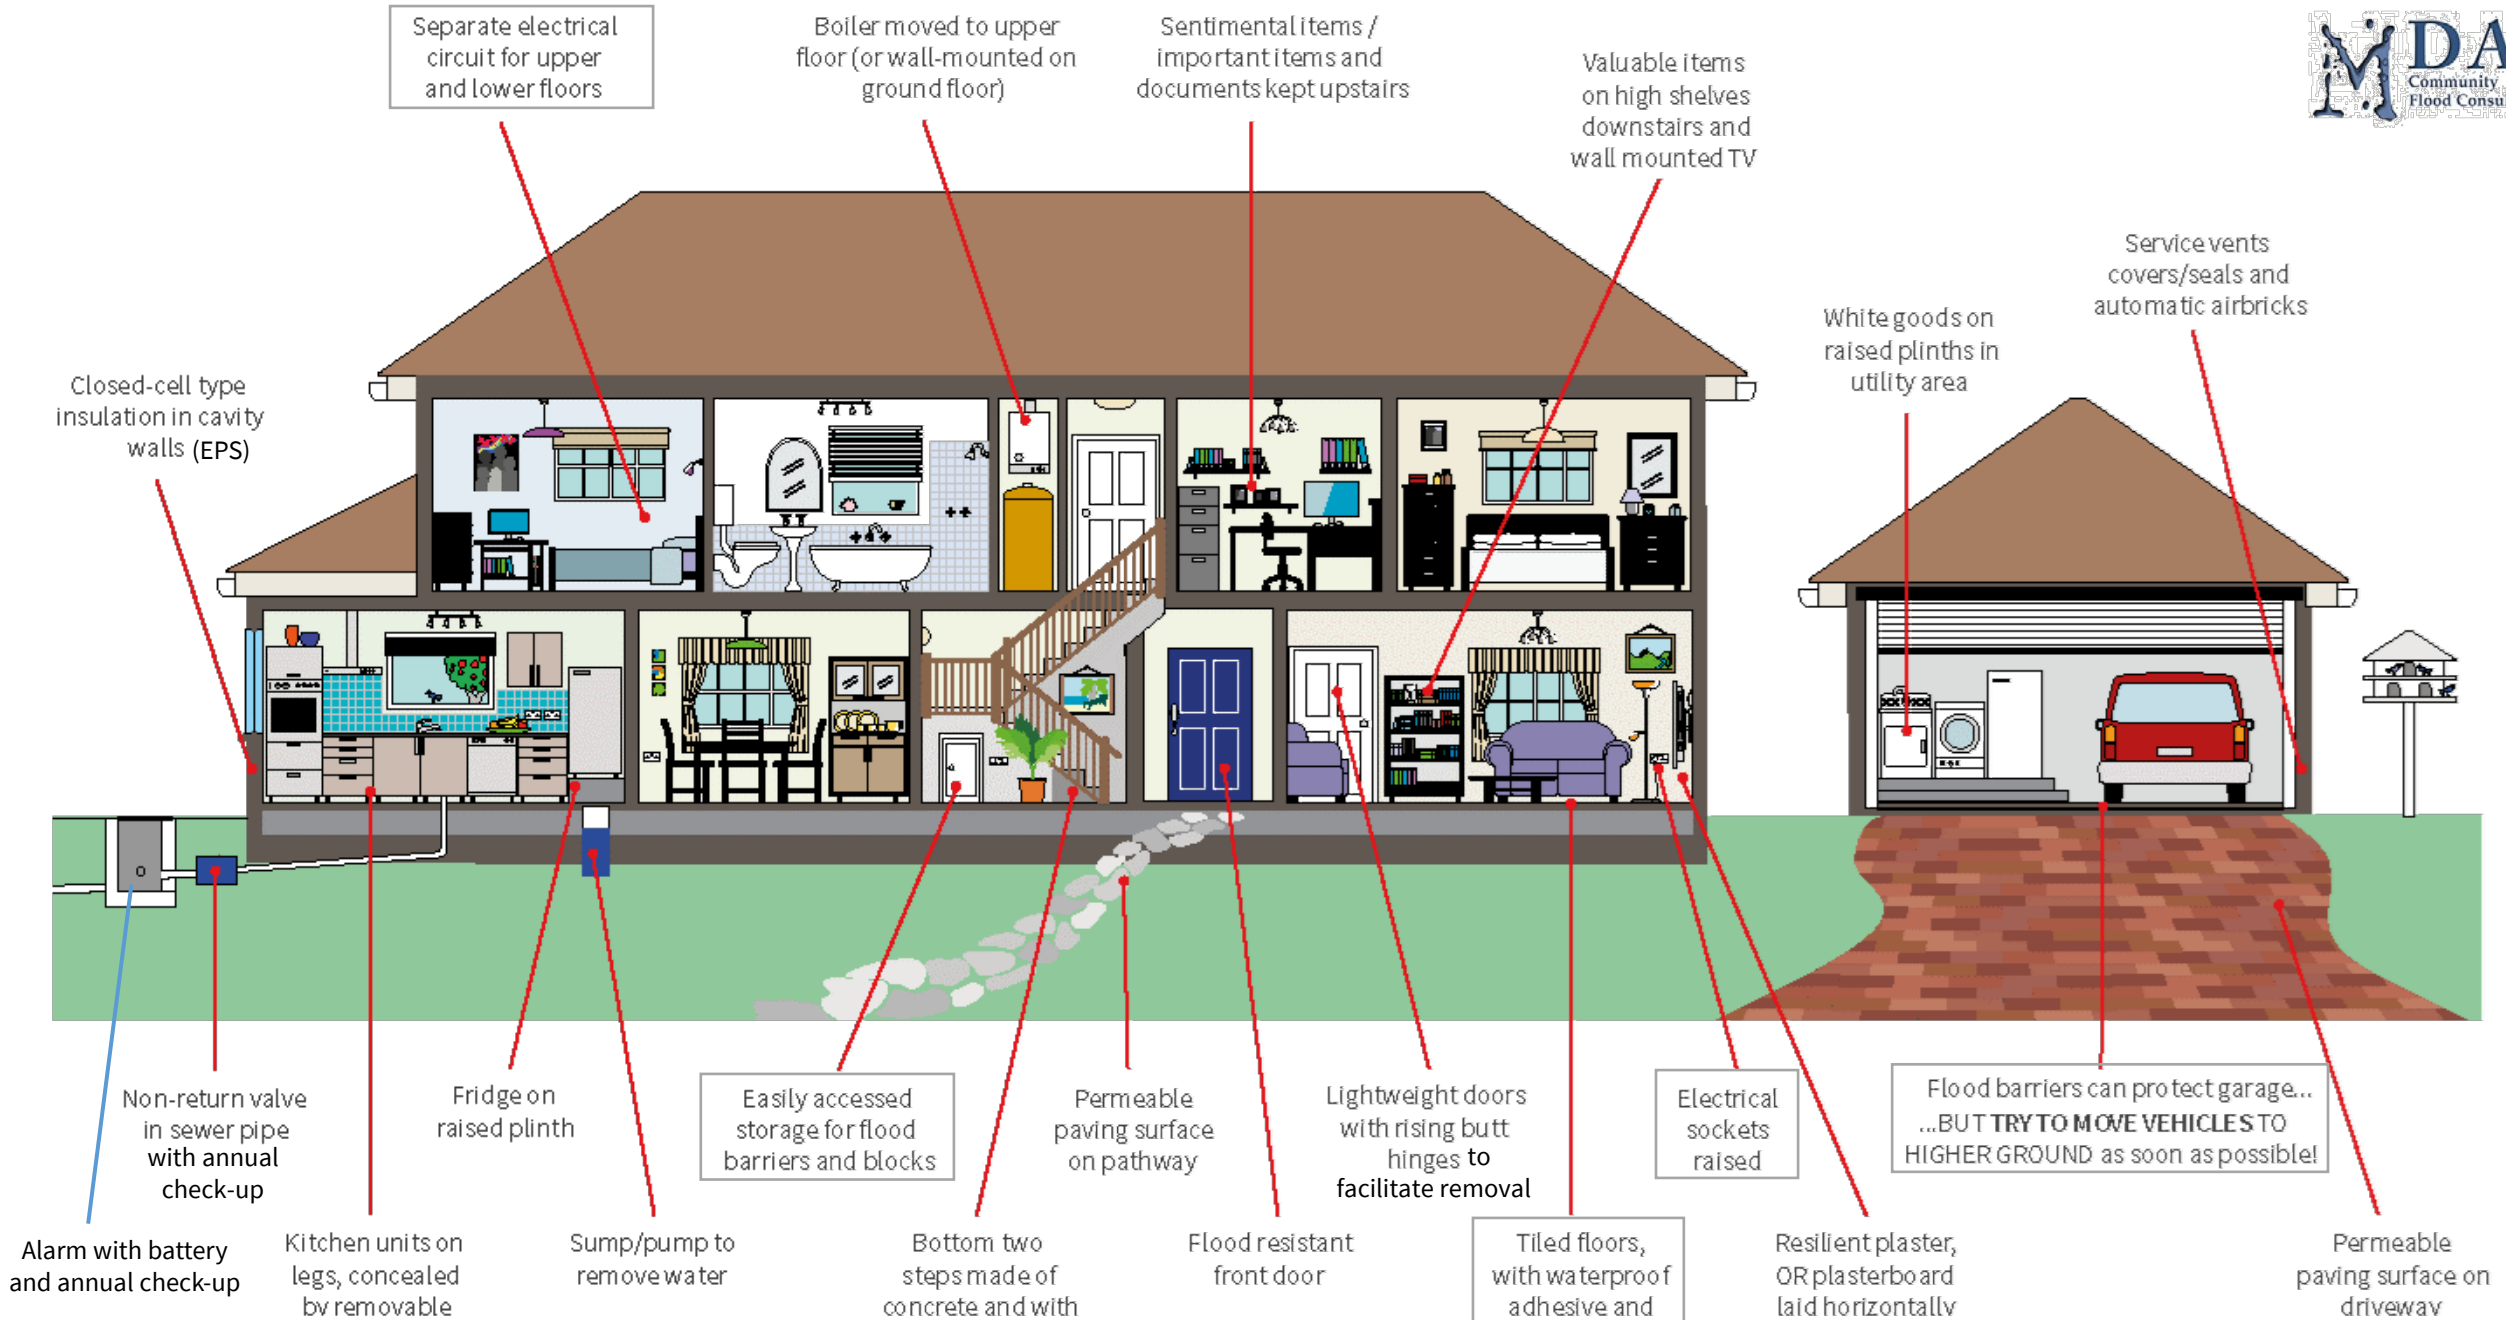 Separate electrical
circuit for upper
and lower floors
Boiler moved to upper
floor (or wall-mounted on
ground floor)
Sentimental items /
important items and
documents kept upstairs
Valuable items
on high shelves
downstairs and
wall mounted TV
Community
Service vents
covers/seals and
automatic airbricks
White goods on
raised plinths in
utility area
Closed-cell type
insulation in cavity
walls (EPS)
Non-return valve
in sewer pipe
with annual
check-up
Fridge on
raised plinth
Easily accessed
storage for flood
barriers and blocks
Permeable
paving surface
on pathway
Lightweight doors
with rising butt
hinges to
facilitate removal
Electrical
sockets
raised
Flood barriers can protect garage...
...BUT TRY TO MOVE VEHICLES TO
HIGHER GROUND as soon as possible!
Alarm with battery
and annual check-up
Kitchen units on
legs, concealed
by removable
Sump/pump to
remove water
Bottom two
steps made of
concrete and with
Flood resistant
front door
Tiled floors,
with waterproof
adhesive and
Resilient plaster,
OR plasterboard
laid horizontally
Permeable
paving surface on
driveway